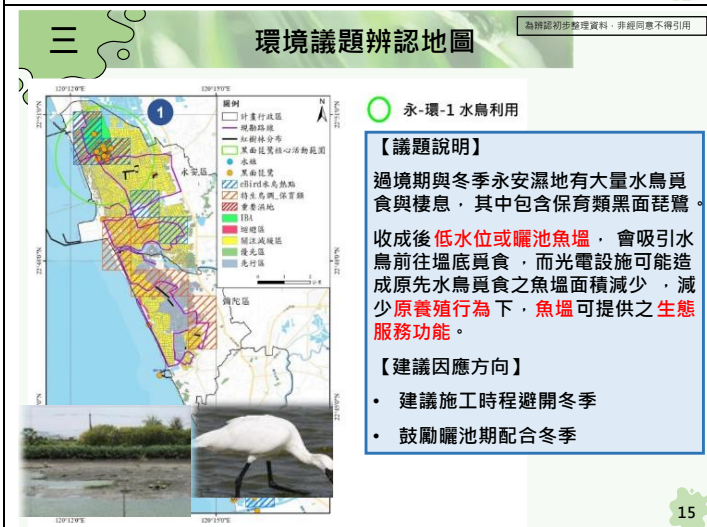 為辨認初步整理資料，非經同意不得引用
三
環境議題辨認地圖
120°12'0"E
120°15'0"E
1
圖例
N
計畫行政區
規劃路線
紅樹林分布
黑面琵鷺核心活動範圍
水雉
黑面琵鷺
eBird水鳥熱點
特生鳥調_保育類
重要濕地
IBA
迴避區
關注減緩區
優先區
先行區
永安區
彌陀區
永-環-1 水鳥利用
【議題說明】
過境期與冬季永安濕地有大量水鳥覓
食與棲息，其中包含保育類黑面琵鷺。
收成後低水位或曬池魚塭，會吸引水
鳥前往塭底覓食，而光電設施可能造
成原先水鳥覓食之魚塭面積減少，減
少原養殖行為下，魚塭可提供之生態
服務功能。
【建議因應方向】
• 建議施工時程避開冬季
• 鼓勵曬池期配合冬季
120°12'0"E
120°15'0"E
15